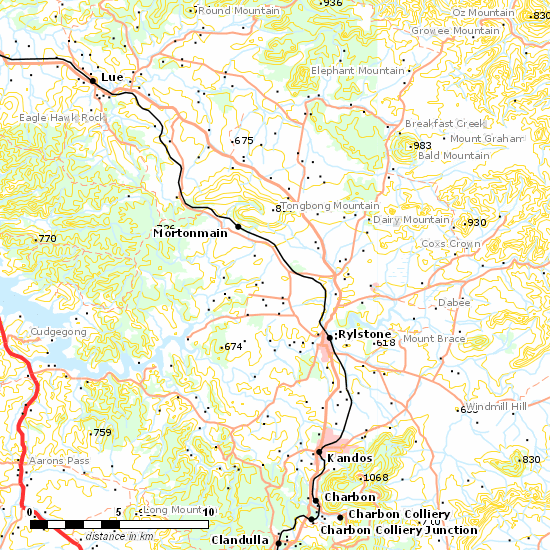 936
Round Mountain
Oz Mountain
830
Growee Mountain
Lue
Elephant Mountain
Eagle Hawk Rock
Breakfast Creek
675
Mount Graham
983
Bald Mountain
Tongbong Mountain
Dairy Mountain
930
Mortonmain
770
Coxs Crown
Dabee
Cudgegong
Rylstone
674
618
Mount Brace
Windmill Hill
759
Kandos
Aarons Pass
830
1068
Charbon
Long Mount
Charbon Colliery
0 5 10
Charbon Colliery Junction
distance in km
Clandulla